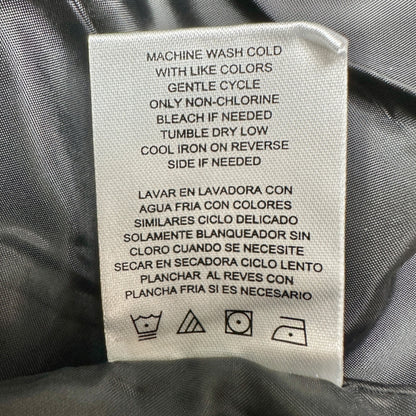 MACHINE WASH COLD
WITH LIKE COLORS
GENTLE CYCLE
ONLY NON-CHLORINE
BLEACH IF NEEDED
TUMBLE DRY LOW
COOL IRON ON REVERSE
SIDE IF NEEDED
LAVAR EN LAVADORA CON
AGUA FRIA CON COLORES
SIMILARES CICLO DELICADO
SOLAMENTE BLANQUEADOR SIN
CLORO CUANDO SE NECESITE
SECAR EN SECADORA CICLO LENTO
PLANCHAR AL REVES CON
PLANCHA FRIA SI ES NECESARIO